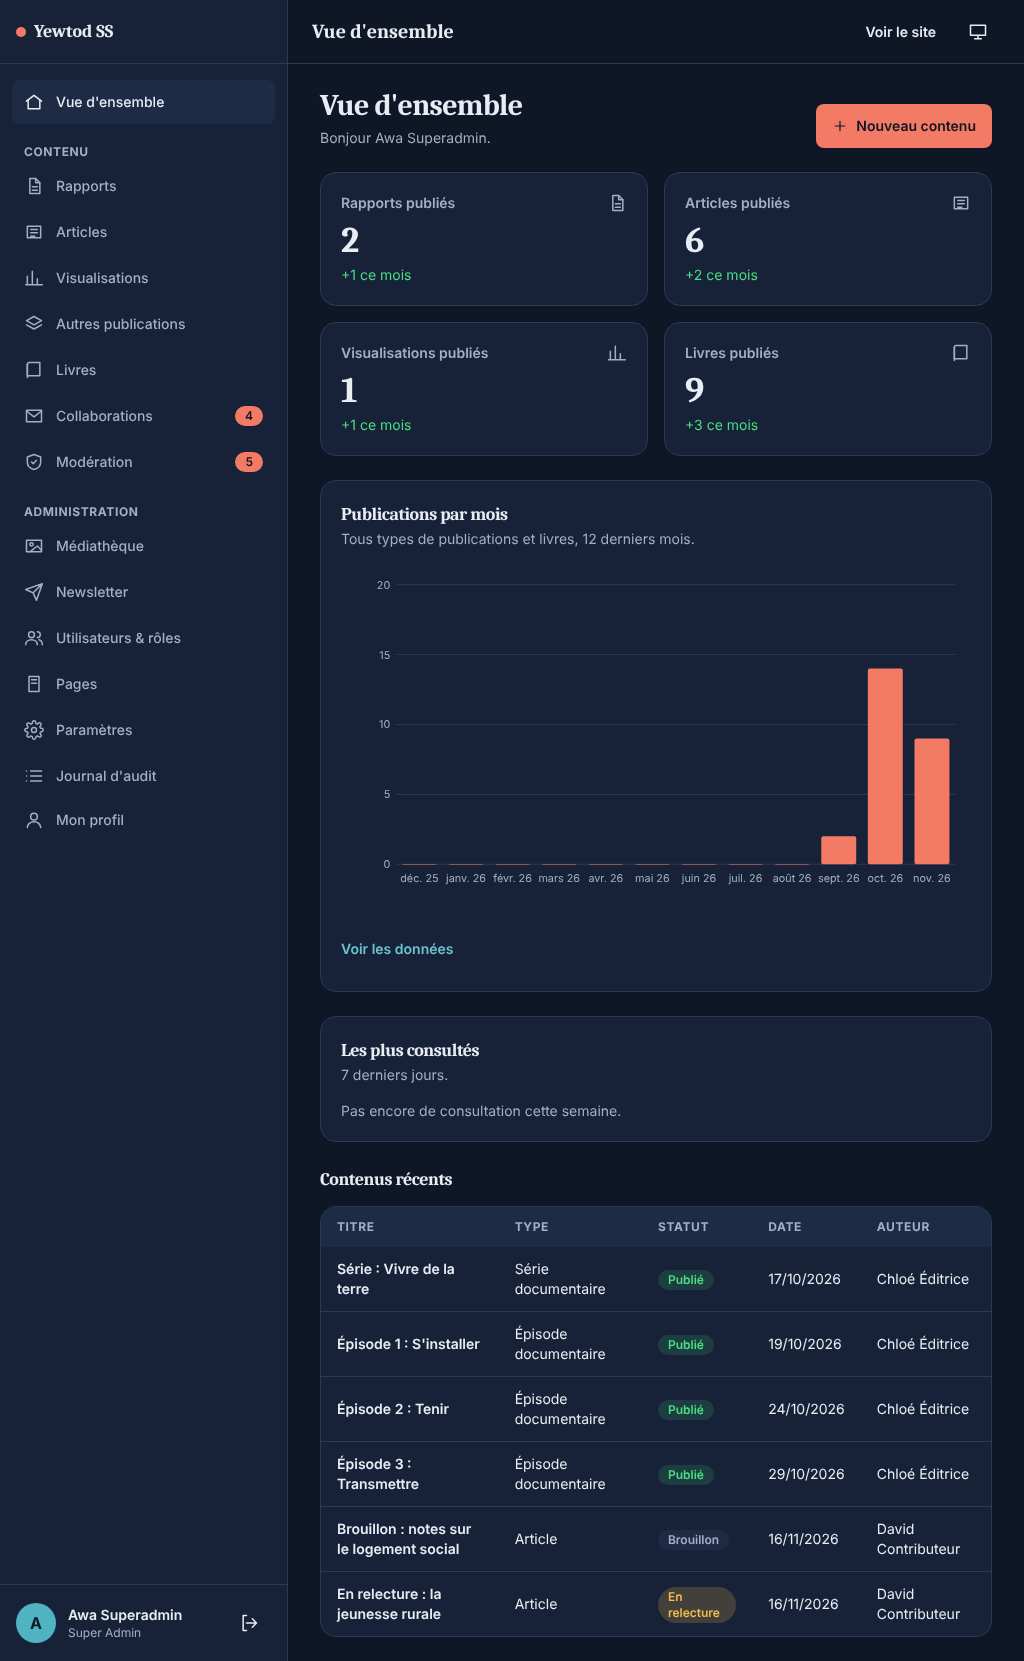 Yewtod SS
Vue d'ensemble
CONTENU
Rapports
Articles
Visualisations
Autres publications
Livres
Collaborations 4
Modération 5
ADMINISTRATION
Médiathèque
Newsletter
Utilisateurs & rôles
Pages
Paramètres
Journal d'audit
Mon profil
A
Awa Superadmin
Super Admin
Vue d'ensemble
Voir le site
Vue d'ensemble
Bonjour Awa Superadmin.
+ Nouveau contenu
Rapports publiés
2
+1 ce mois
Articles publiés
6
+2 ce mois
Visualisations publiés
1
+1 ce mois
Livres publiés
9
+3 ce mois
Publications par mois
Tous types de publications et livres, 12 derniers mois.
20
15
10
5
0
déc. 25 janv. 26 févr. 26 mars 26 avr. 26 mai 26 juin 26 juil. 26 août 26 sept. 26 oct. 26 nov. 26
Voir les données
Les plus consultés
7 derniers jours.
Pas encore de consultation cette semaine.
Contenus récents
TITRE TYPE STATUT DATE AUTEUR
Série : Vivre de la
terre
Série
documentaire
Publié
17/10/2026
Chloé Éditrice
Épisode 1 : S'installer
Épisode
documentaire
Publié
19/10/2026
Chloé Éditrice
Épisode 2 : Tenir
Épisode
documentaire
Publié
24/10/2026
Chloé Éditrice
Épisode 3 :
Transmettre
Épisode
documentaire
Publié
29/10/2026
Chloé Éditrice
Brouillon : notes sur
le logement social
Article
Brouillon
16/11/2026
David
Contributeur
En relecture : la
jeunesse rurale
Article
En
relecture
16/11/2026
David
Contributeur